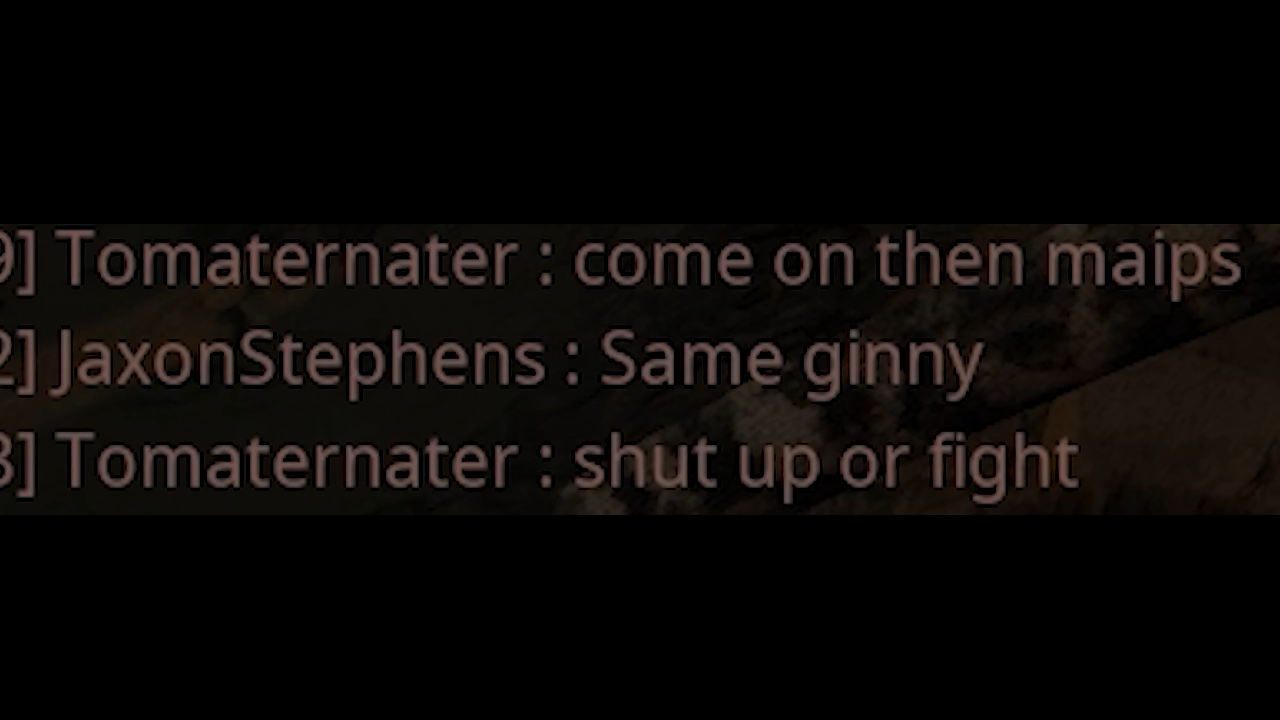 9] Tomaternater : come on then maips
2] JaxonStephens : Same ginny
3] Tomaternater : shut up or fight